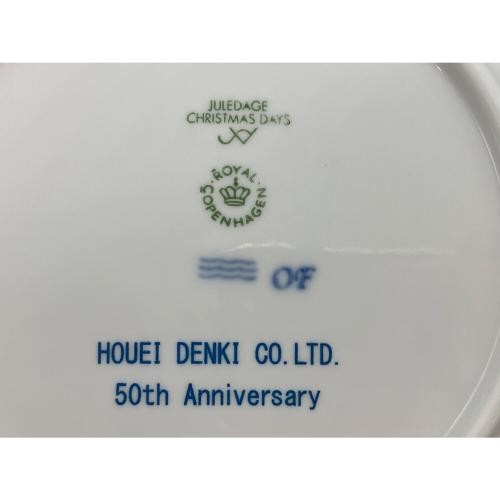 JULEDAGE
CHRISTMAS DAYS
ROYAL
COPENHAGEN
OF
HOUEI DENKI CO.LTD.
50th Anniversary